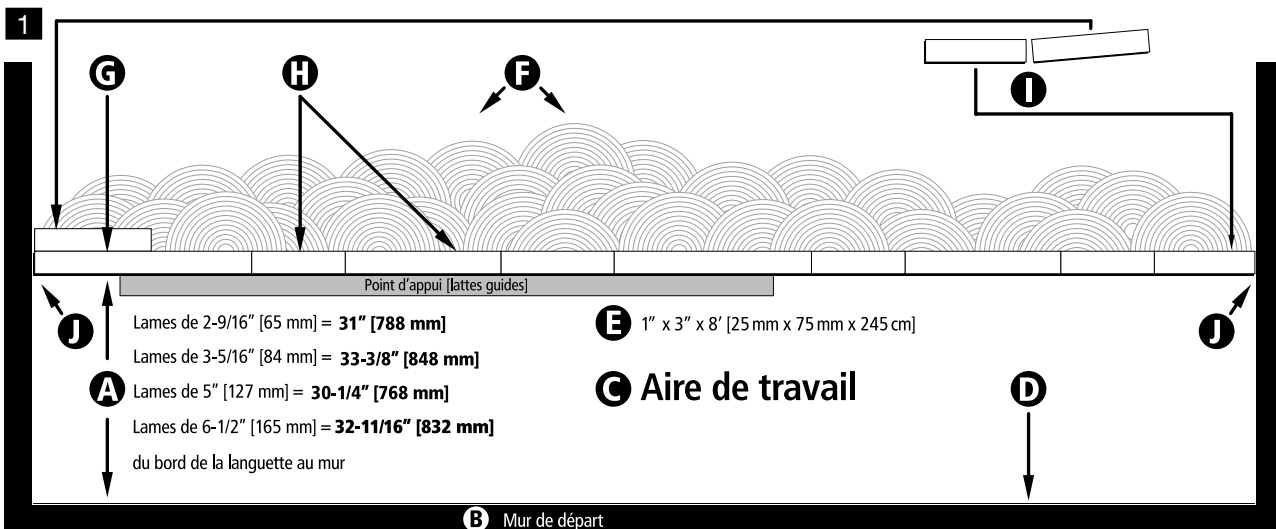 1
G
H
F
I
Point d'appui [lattes guides]
J
Lames de 2-9/16" [65 mm] = 31" [788 mm]
E 1" x 3" x 8' [25 mm x 75 mm x 245 cm]
J
Lames de 3-5/16" [84 mm] = 33-3/8" [848 mm]
A
Lames de 5" [127 mm] = 30-1/4" [768 mm]
C Aire de travail
D
Lames de 6-1/2" [165 mm] = 32-11/16" [832 mm]
du bord de la languette au mur
B Mur de départ